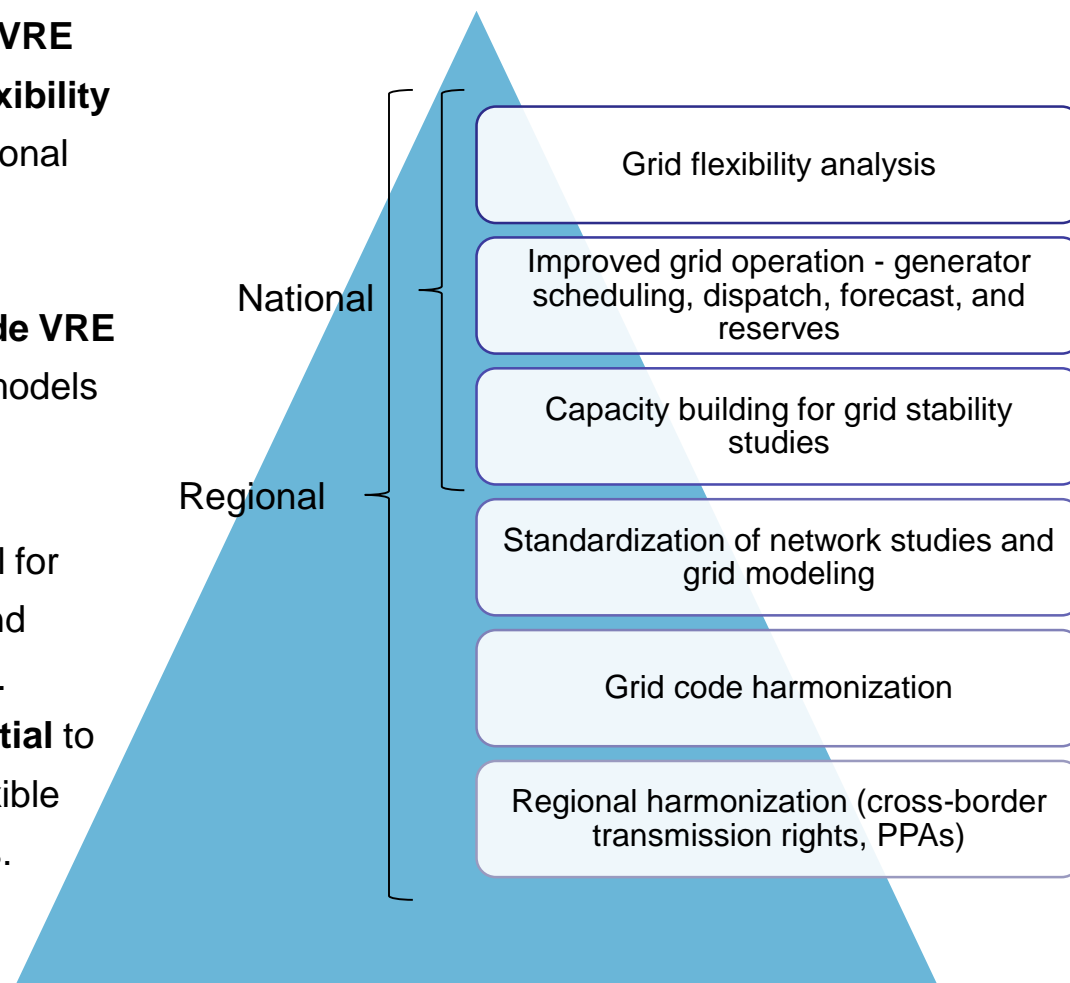 VRE
xibility
onal
de VRE
models
l for
nd
.
tial to
xible
.
National
Regional
Grid flexibility analysis
Improved grid operation - generator
scheduling, dispatch, forecast, and
reserves
Capacity building for grid stability
studies
Standardization of network studies and
grid modeling
Grid code harmonization
Regional harmonization (cross-border
transmission rights, PPAs)